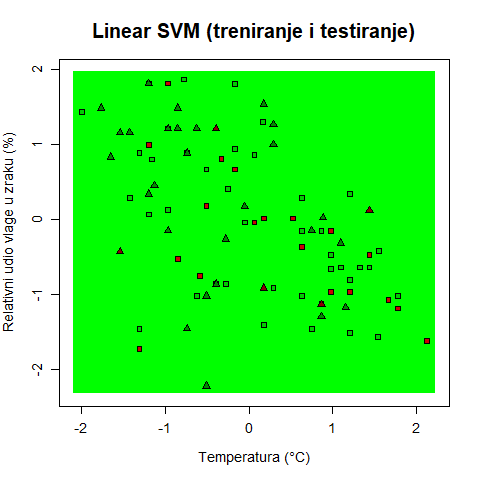 Linear SVM (treniranje i testiranje)
Relativni udio vlage u zraku (%)
2
1
0
-1
-2
-2 -1 0 1 2
Temperatura (°C)